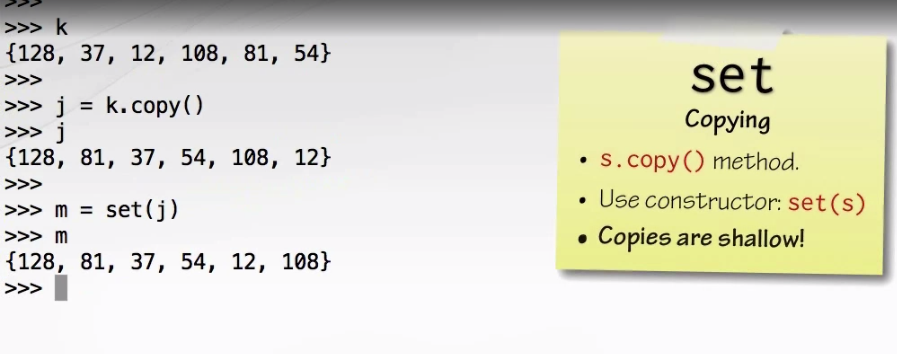 >>>
>>> k
{128, 37, 12, 108, 81, 54}
>>>
>>> j = k.copy()
>>> j
{128, 81, 37, 54, 108, 12}
>>>
>>> m = set(j)
>>> m
{128, 81, 37, 54, 12, 108}
>>>
set
Copying
• s.copy() method.
• Use constructor: set(s)
• Copies are shallow!